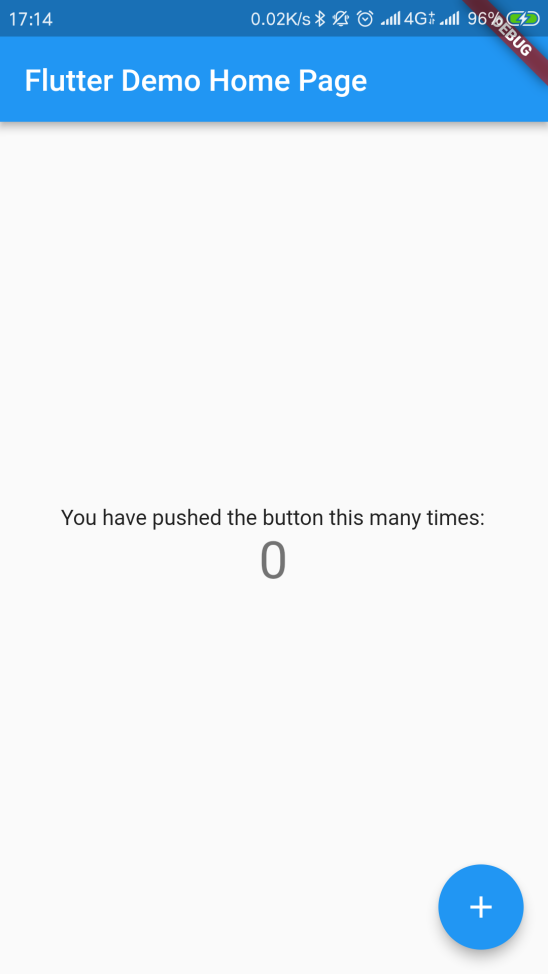 17:14 0.02K/s 4G 96%
DEBUG
Flutter Demo Home Page
You have pushed the button this many times:
0
+